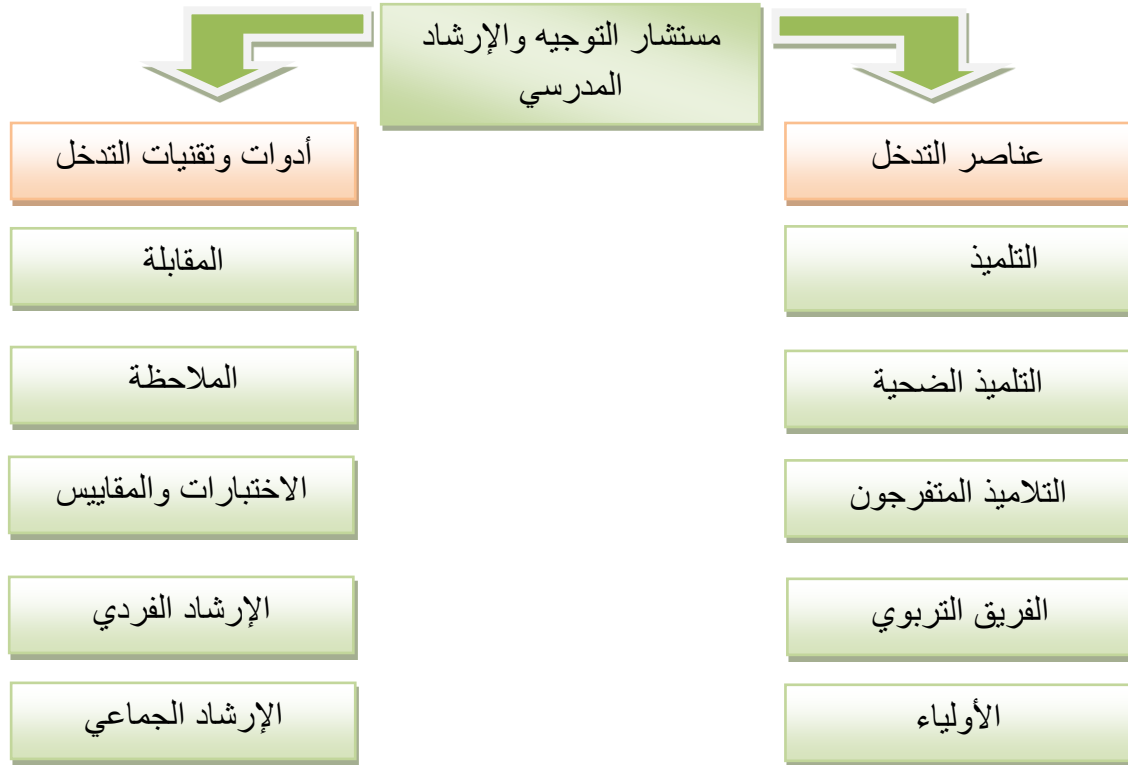 مستشار التوجيه والإرشاد
المدرسي
عناصر التدخل
أدوات وتقنيات التدخل
التلميذ
المقابلة
التلميذ الضحية
الملاحظة
التلاميذ المتفرجون
الاختبارات والمقاييس
الفريق التربوي
الإرشاد الفردي
الأولياء
الإرشاد الجماعي